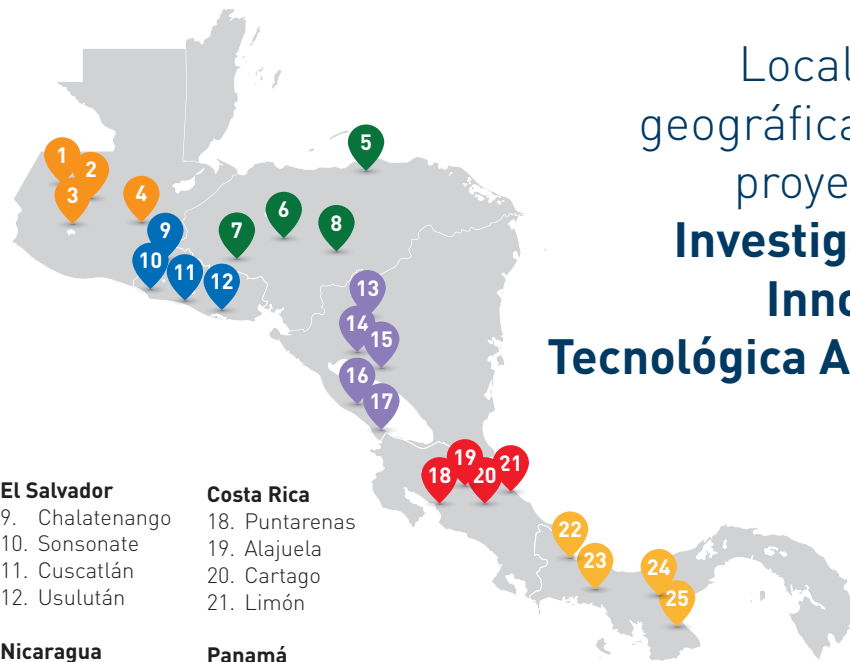 Local
geográfica
proye
Investig
Inno
Tecnológica A
1
2
3
4
5
6
7
8
9
10
11
12
13
14
15
16
17
18
19
20
21
22
23
24
25
El Salvador
9. Chalatenango
10. Sonsonate
11. Cuscatlán
12. Usulután
Nicaragua
Costa Rica
18. Puntarenas
19. Alajuela
20. Cartago
21. Limón
Panamá